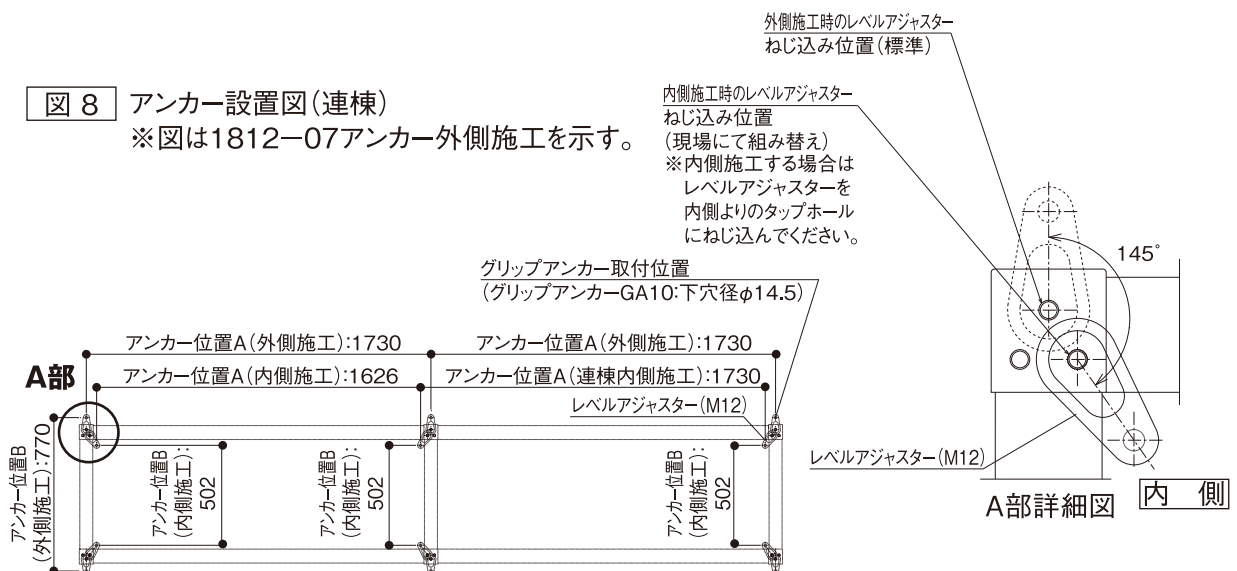 図 8 アンカー設置図(連棟)
※図は1812-07アンカー外側施工を示す。
外側施工時のレベルアジャスター
ねじ込み位置(標準)
内側施工時のレベルアジャスター
ねじ込み位置
(現場にて組み替え)
※内側施工する場合は
レベルアジャスターを
内側よりのタップホール
にねじ込んでください。
グリップアンカー取付位置
(グリップアンカーGA10:下穴径φ14.5)
アンカー位置A(外側施工):1730
アンカー位置A(外側施工):1730
A部
アンカー位置A(内側施工):1626
アンカー位置A(連棟内側施工):1730
レベルアジャスター(M12)
アンカー位置B
(外側施工):770
アンカー位置B
(内側施工):
502
アンカー位置B
(内側施工):
502
アンカー位置B
(内側施工):
502
145°
レベルアジャスター(M12)
A部詳細図
内 側